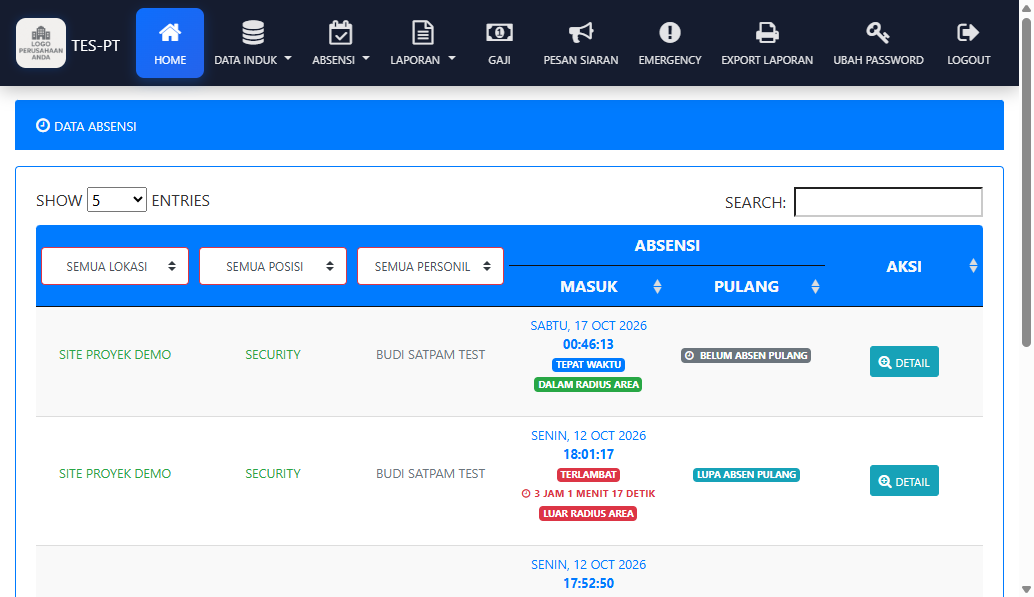 LOGO
PERUSAHAAN
ANDA
TES-PT
HOME
DATA INDUK
ABSENSI
LAPORAN
GAJI
PESAN SIARAN
EMERGENCY
EXPORT LAPORAN
UBAH PASSWORD
LOGOUT
DATA ABSENSI
SHOW 5 ENTRIES
SEARCH:
SEMUA LOKASI
SEMUA POSISI
SEMUA PERSONIL
ABSENSI
MASUK
PULANG
AKSI
SITE PROYEK DEMO
SECURITY
BUDI SATPAM TEST
SABTU, 17 OCT 2026
00:46:13
TEPAT WAKTU
DALAM RADIUS AREA
BELUM ABSEN PULANG
DETAIL
SITE PROYEK DEMO
SECURITY
BUDI SATPAM TEST
SENIN, 12 OCT 2026
18:01:17
TERLAMBAT
3 JAM 1 MENIT 17 DETIK
LUAR RADIUS AREA
LUPA ABSEN PULANG
DETAIL
SENIN, 12 OCT 2026
17:52:50